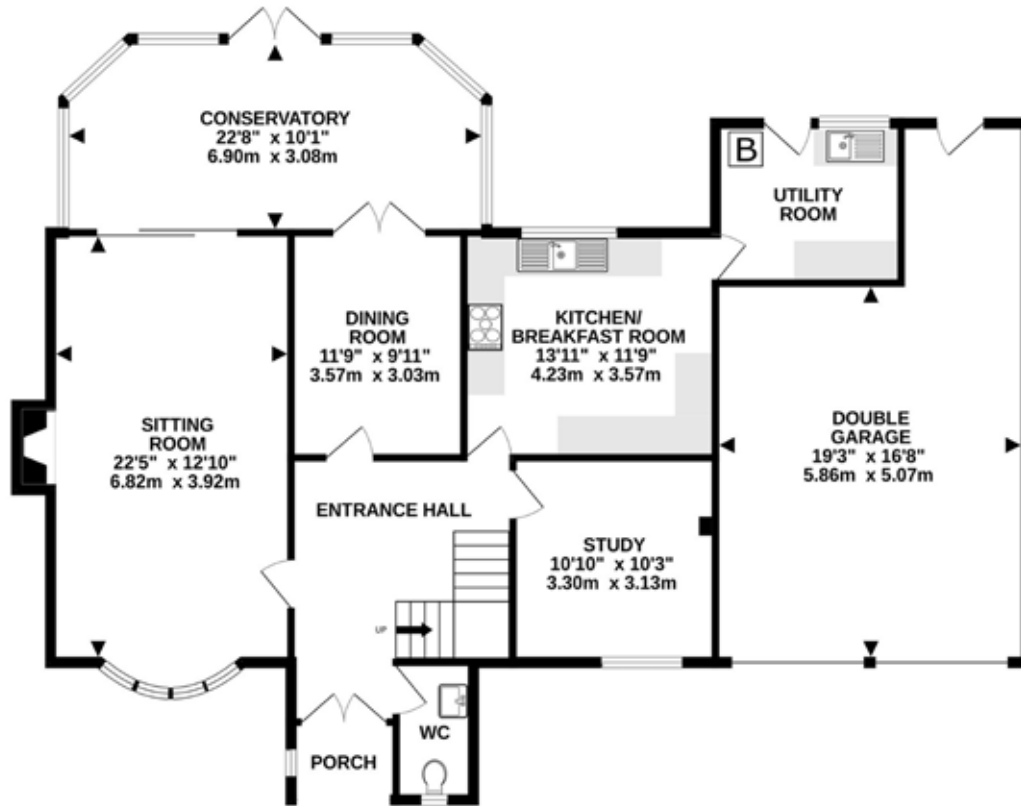 CONSERVATORY
22'8" x 10'1"
6.90m x 3.08m
B
UTILITY
ROOM
DINING
ROOM
11'9" x 9'11"
3.57m x 3.03m
KITCHEN/
BREAKFAST ROOM
13'11" x 11'9"
4.23m x 3.57m
SITTING
ROOM
22'5" x 12'10"
6.82m x 3.92m
DOUBLE
GARAGE
19'3" x 16'8"
5.86m x 5.07m
ENTRANCE HALL
STUDY
10'10" x 10'3"
3.30m x 3.13m
UP
WC
PORCH